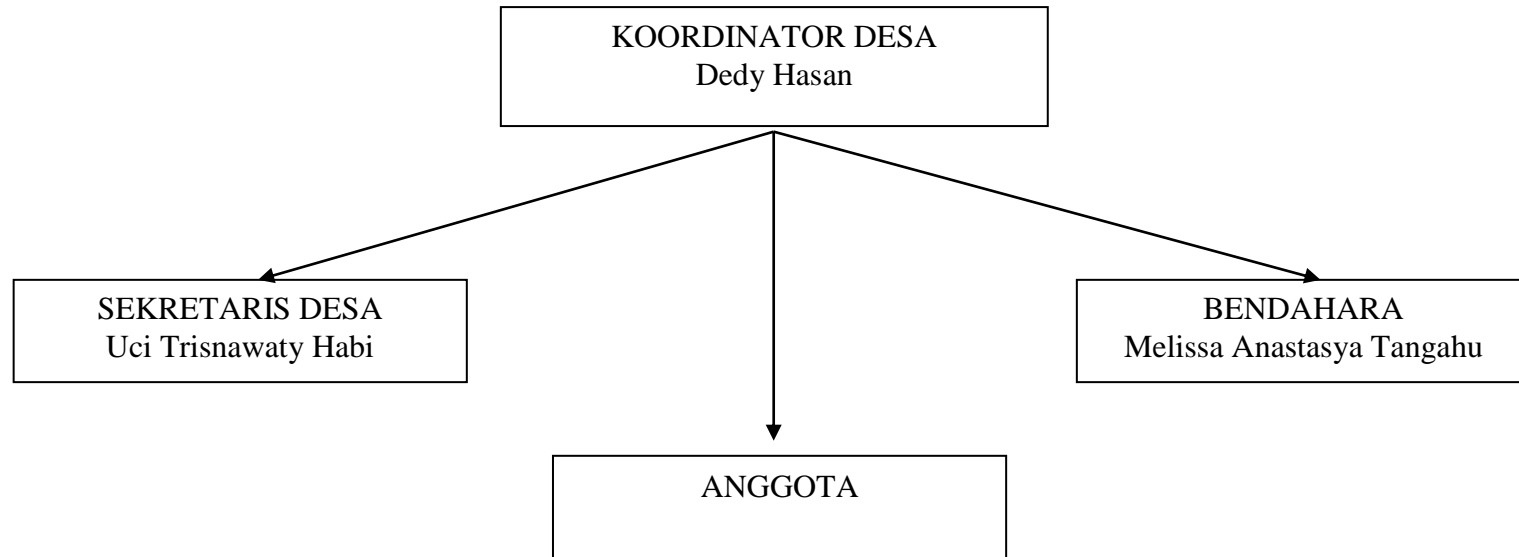 KOORDINATOR DESA
Dedy Hasan
SEKRETARIS DESA
Uci Trisnawaty Habi
BENDAHARA
Melissa Anastasya Tangahu
ANGGOTA